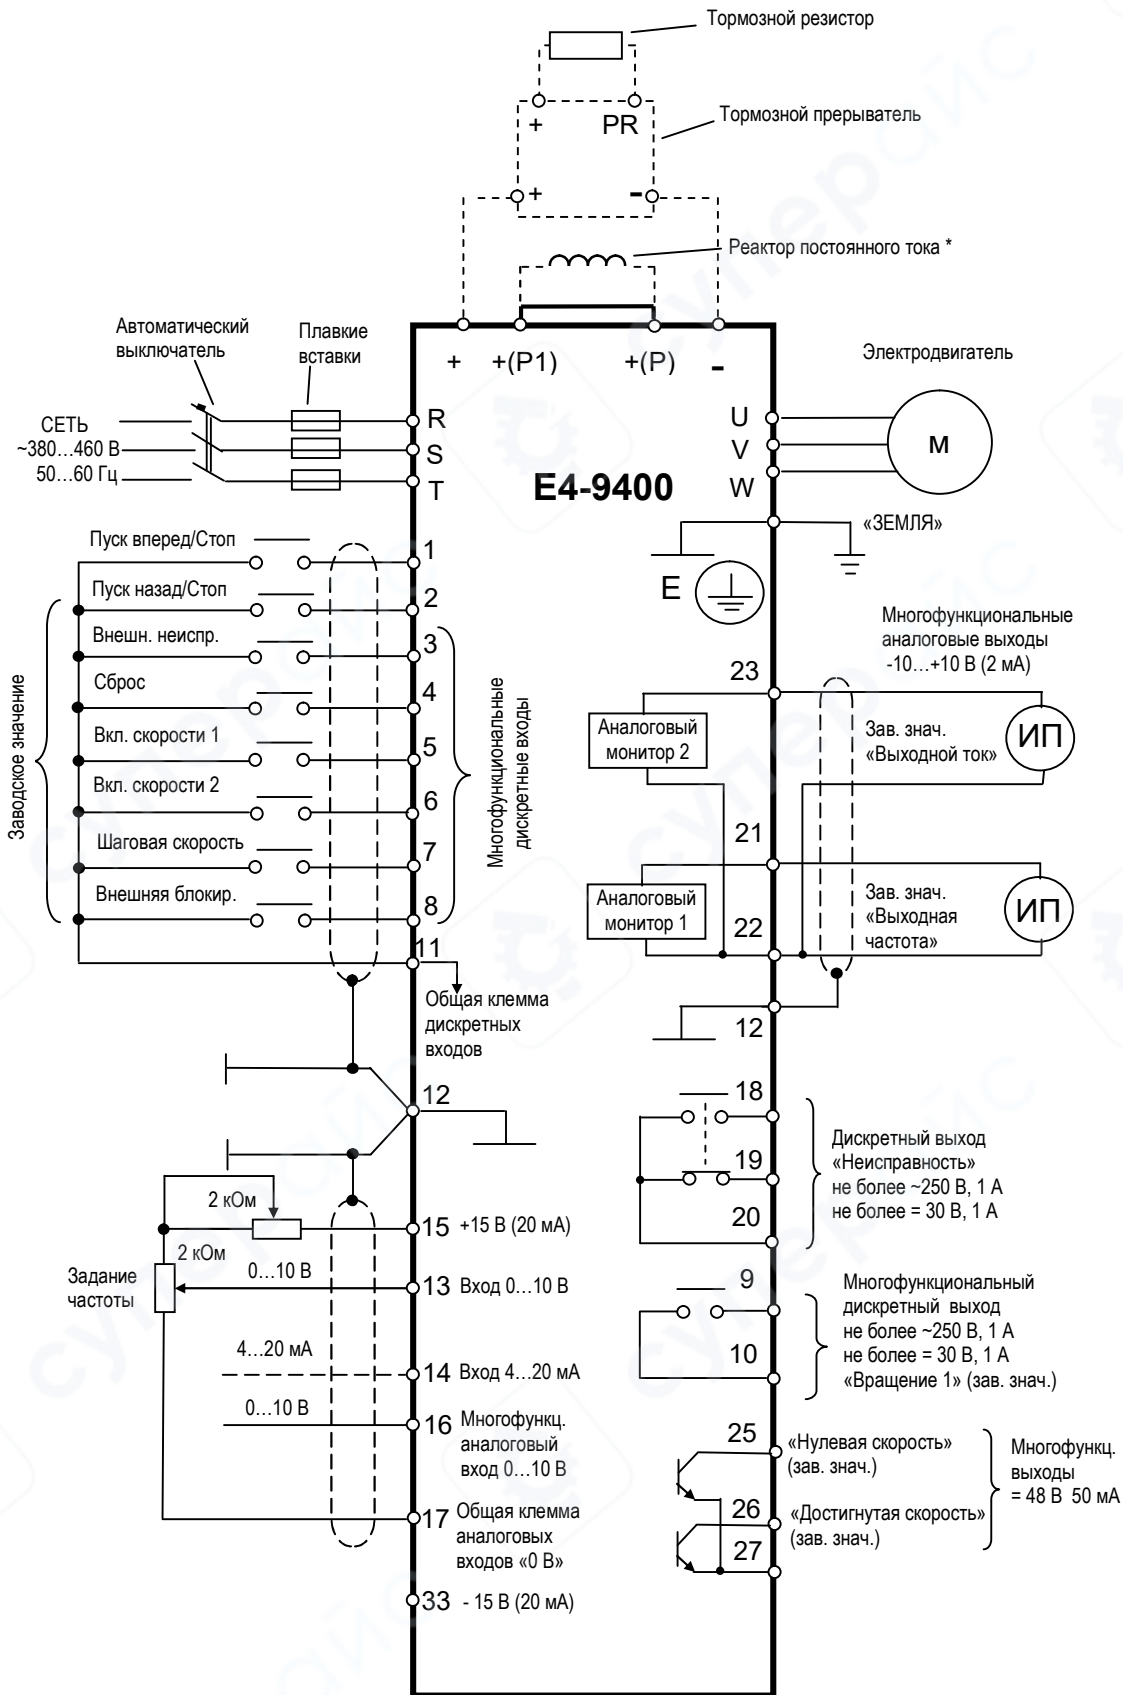 Тормозной резистор
+ PR
Тормозной прерыватель
+ -
Реактор постоянного тока *
Автоматический
выключатель
Плавкие
вставки
+ +(P1) +(P) -
Электродвигатель
СЕТЬ
~380...460 В
50...60 Гц
R
S
T
E4-9400
U
V
W
М
«ЗЕМЛЯ»
E
Заводское значение
Пуск вперед/Стоп
1
Пуск назад/Стоп
2
Внешн. неиспр.
3
Сброс
4
Вкл. скорости 1
5
Вкл. скорости 2
6
Шаговая скорость
7
Внешняя блокир.
8
Многофункциональные
дискретные входы
11
Общая клемма
дискретных
входов
12
2 кОм
15 +15 В (20 мА)
2 кОм
Задание
частоты
0...10 В
13 Вход 0...10 В
4...20 мА
14 Вход 4...20 мА
0...10 В
16 Многофункц.
аналоговый
вход 0...10 В
17 Общая клемма
аналоговых
входов «0 В»
33 - 15 В (20 мА)
Многофункциональные
аналоговые выходы
-10...+10 В (2 мА)
23
Аналоговый
монитор 2
Зав. знач.
«Выходной ток»
ИП
21
Аналоговый
монитор 1
22
Зав. знач.
«Выходная
частота»
ИП
12
18
19
20
Дискретный выход
«Неисправность»
не более ~250 В, 1 А
не более = 30 В, 1 А
9
10
Многофункциональный
дискретный выход
не более ~250 В, 1 А
не более = 30 В, 1 А
«Вращение 1» (зав. знач.)
25
«Нулевая скорость»
(зав. знач.)
26
«Достигнутая скорость»
(зав. знач.)
27
Многофункц.
выходы
= 48 В 50 мА
суперайс
суперайс
суперайс
суперайс